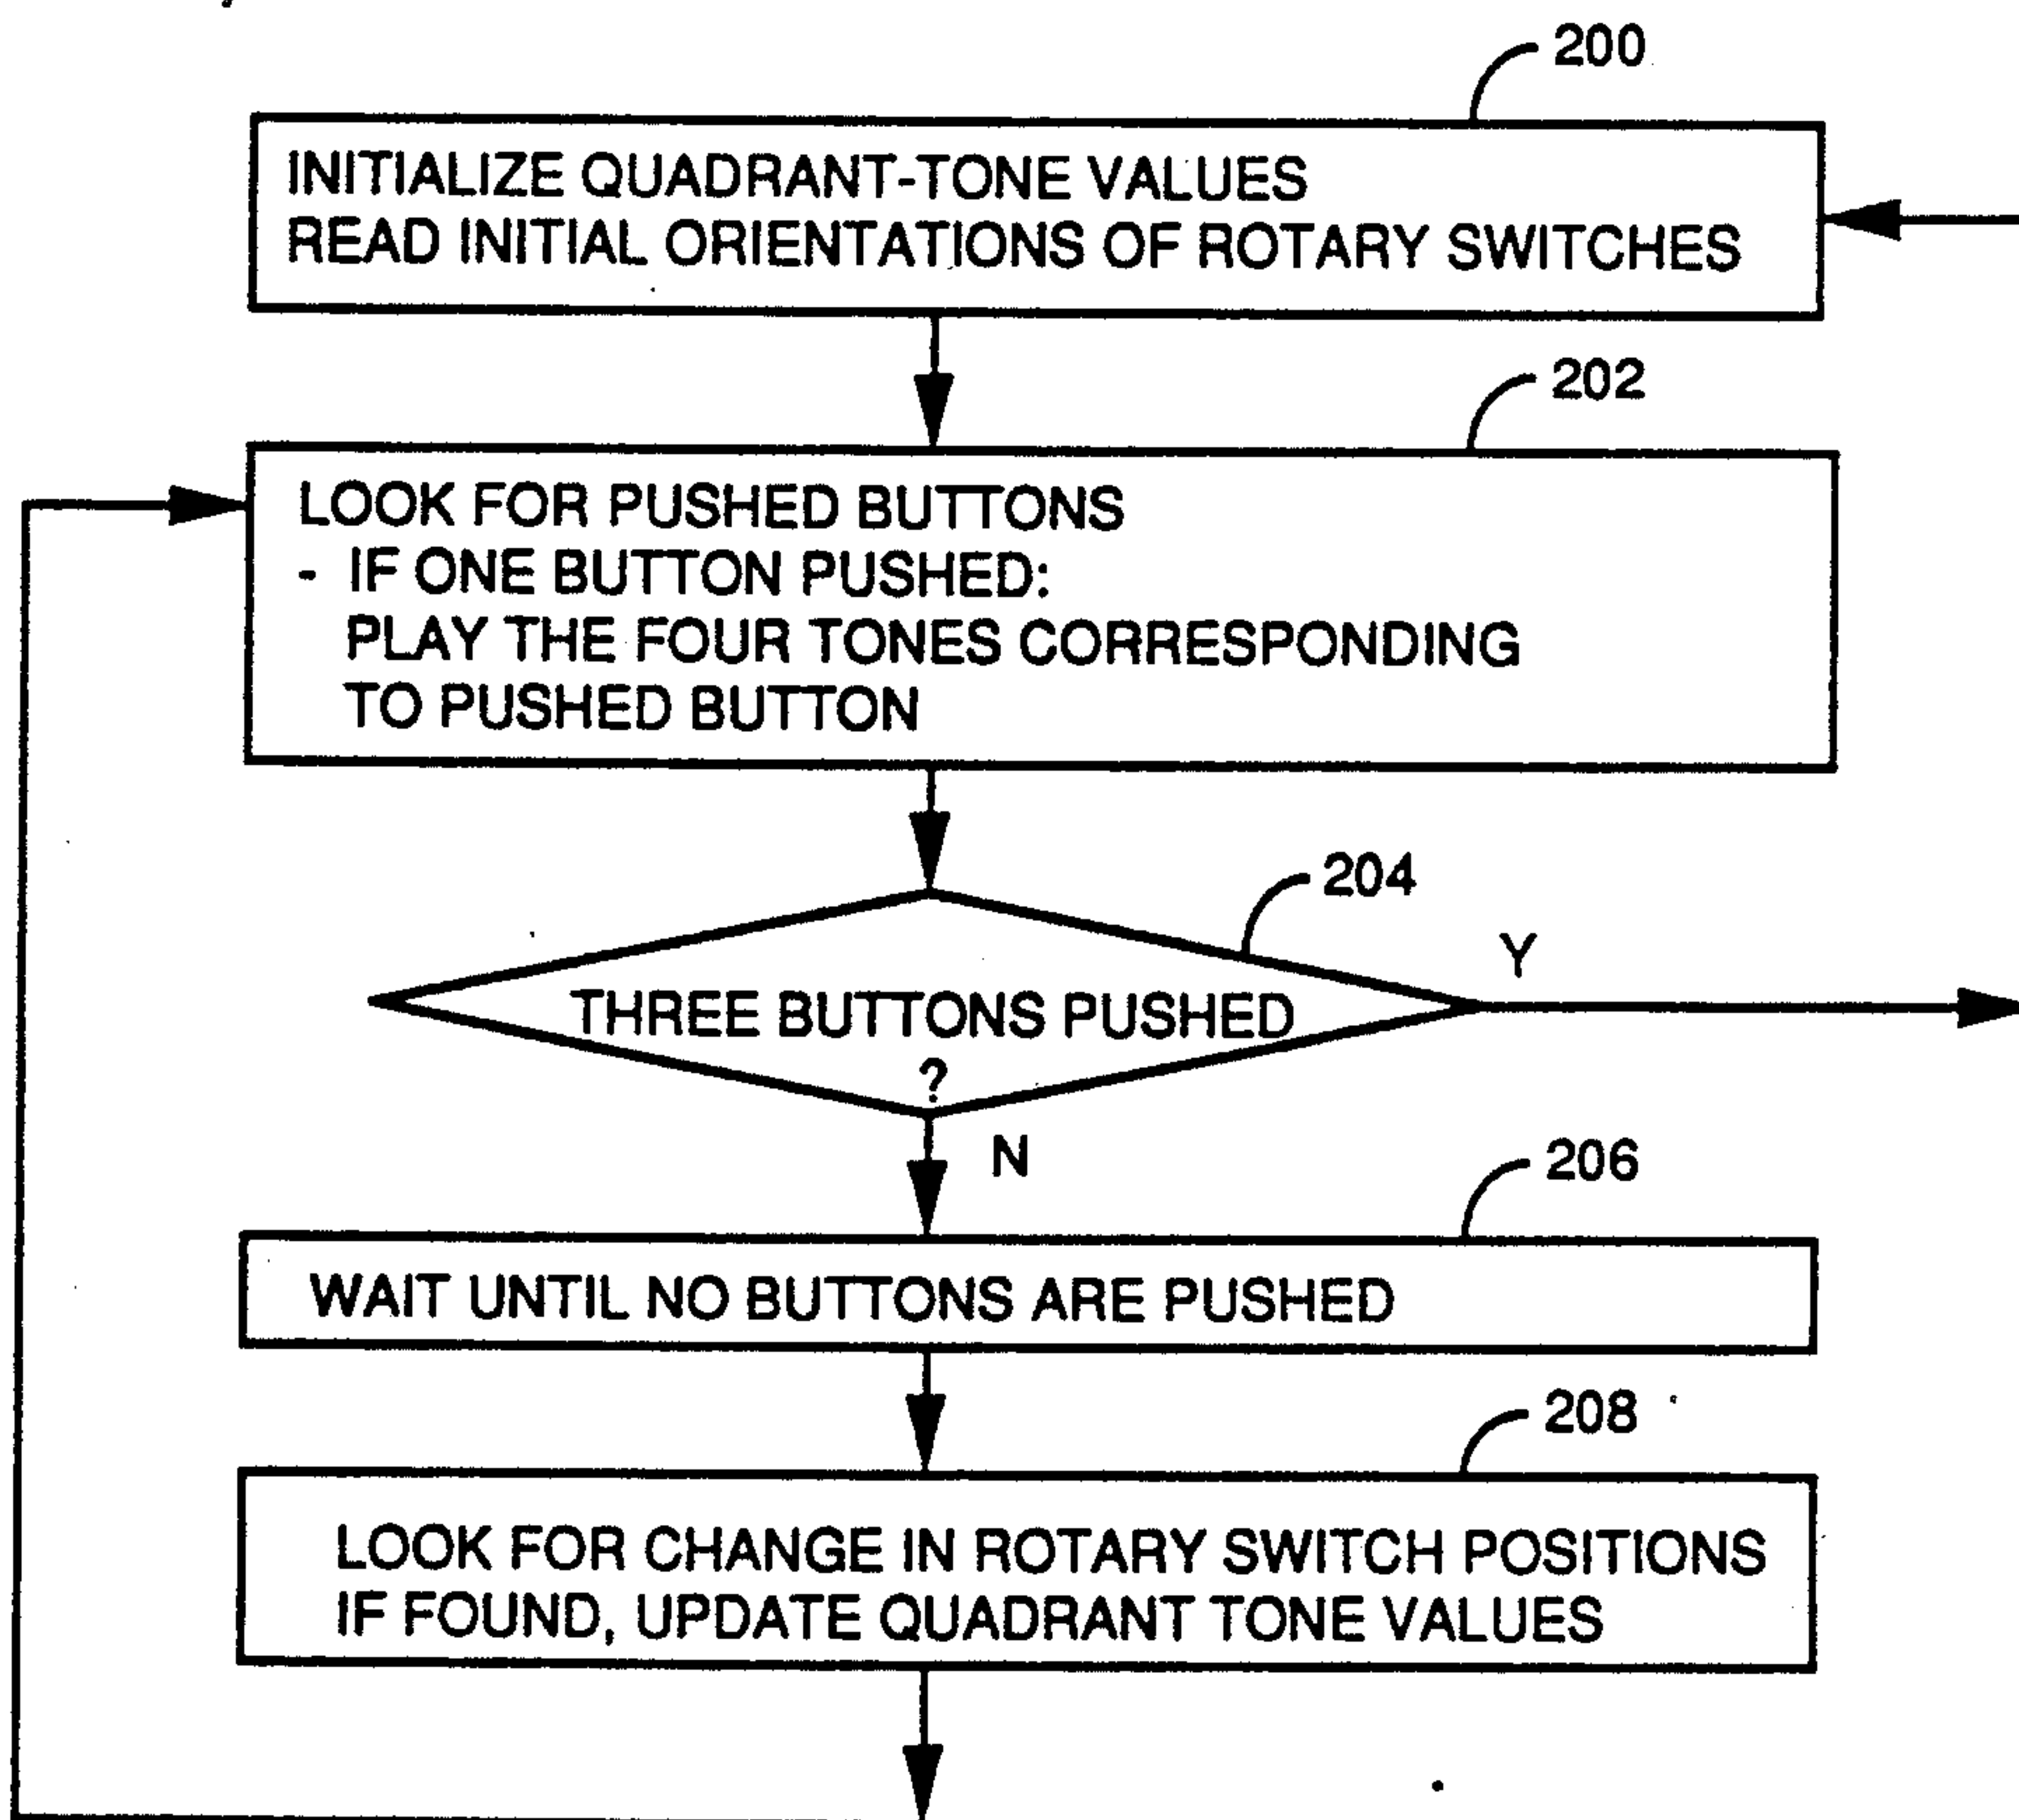 200
INITIALIZE QUADRANT-TONE VALUES
READ INITIAL ORIENTATIONS OF ROTARY SWITCHES
202
LOOK FOR PUSHED BUTTONS
- IF ONE BUTTON PUSHED:
PLAY THE FOUR TONES CORRESPONDING
TO PUSHED BUTTON
204
Y
THREE BUTTONS PUSHED
?
N
206
WAIT UNTIL NO BUTTONS ARE PUSHED
208
LOOK FOR CHANGE IN ROTARY SWITCH POSITIONS
IF FOUND, UPDATE QUADRANT TONE VALUES